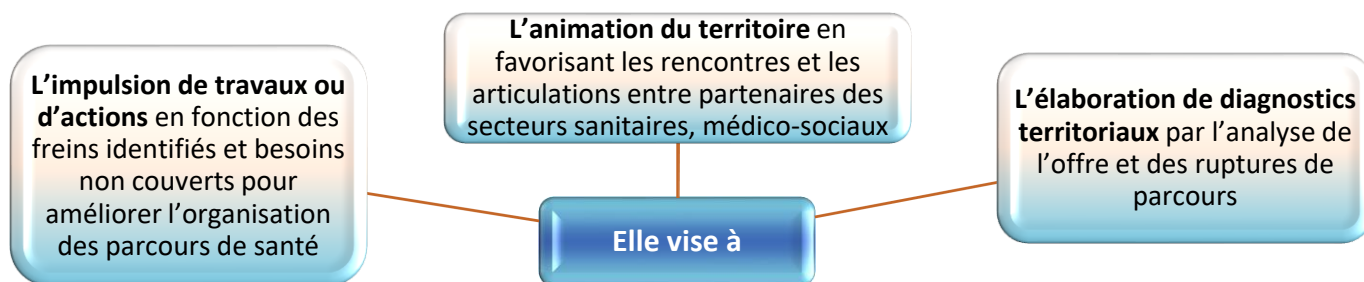 L’impulsion de travaux ou
d’actions en fonction des
freins identifiés et besoins
non couverts pour
améliorer l’organisation
des parcours de santé
L’animation du territoire en
favorisant les rencontres et les
articulations entre partenaires des
secteurs sanitaires, médico-sociaux
L’élaboration de diagnostics
territoriaux par l’analyse de
l’offre et des ruptures de
parcours
Elle vise à